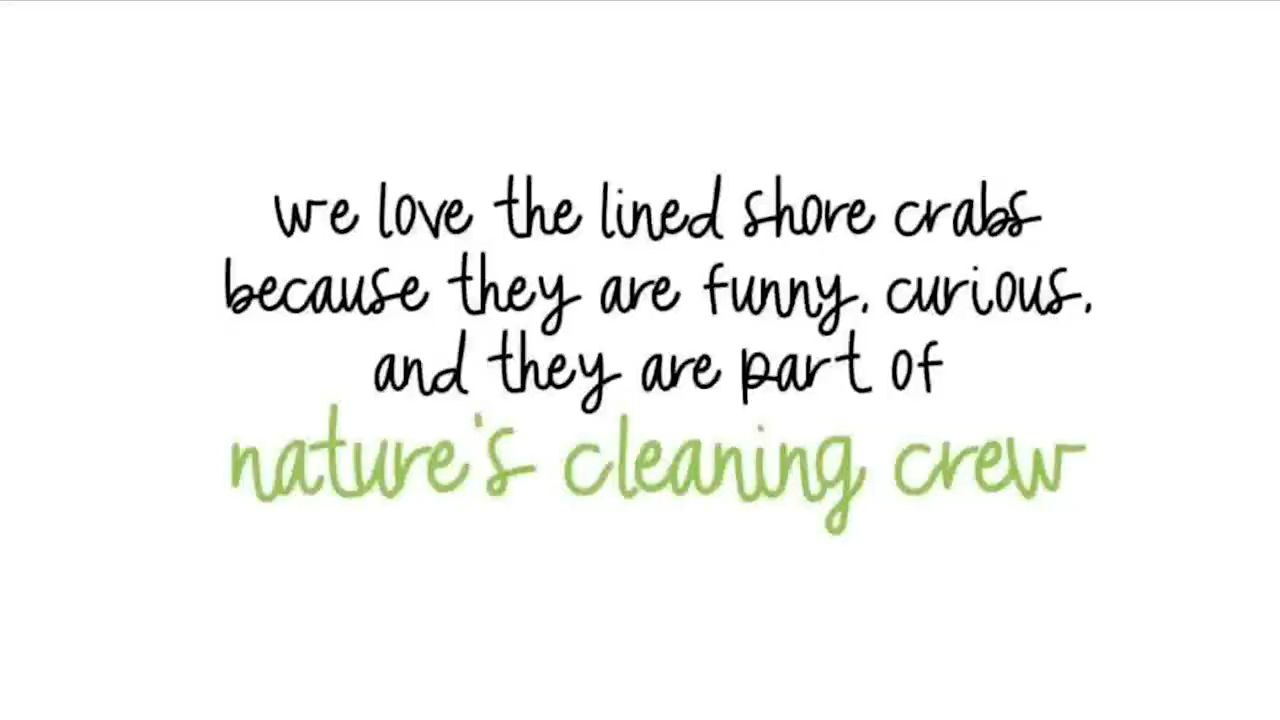 we love the lined shore crabs
because they are funny, curious,
and they are part of
nature's cleaning crew